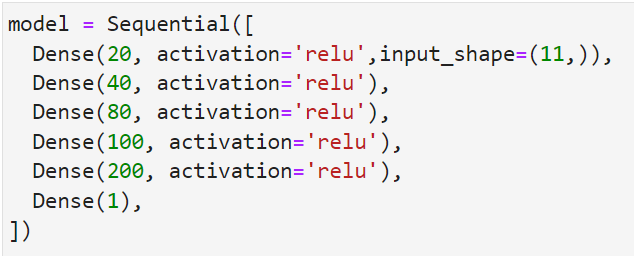 model = Sequential([
  Dense(20, activation='relu',input_shape=(11,)),
  Dense(40, activation='relu'),
  Dense(80, activation='relu'),
  Dense(100, activation='relu'),
  Dense(200, activation='relu'),
  Dense(1),
])